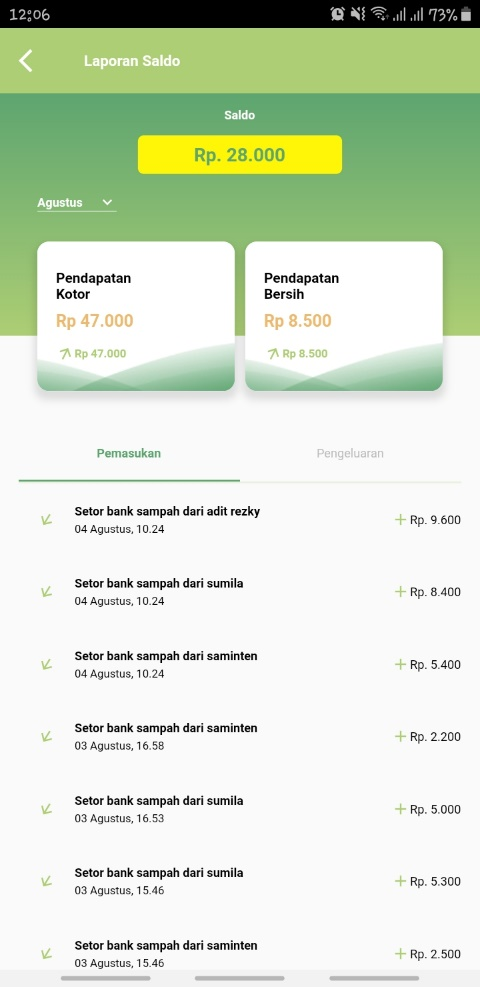 12:06
73%
Laporan Saldo
Saldo
Rp. 28.000
Agustus
Pendapatan
Kotor
Rp 47.000
Rp 47.000
Pendapatan
Bersih
Rp 8.500
Rp 8.500
Pemasukan
Pengeluaran
Setor bank sampah dari adit rezky
04 Agustus, 10.24
+ Rp. 9.600
Setor bank sampah dari sumila
04 Agustus, 10.24
+ Rp. 8.400
Setor bank sampah dari saminten
04 Agustus, 10.24
+ Rp. 5.400
Setor bank sampah dari saminten
03 Agustus, 16.58
+ Rp. 2.200
Setor bank sampah dari sumila
03 Agustus, 16.53
+ Rp. 5.000
Setor bank sampah dari sumila
03 Agustus, 15.46
+ Rp. 5.300
Setor bank sampah dari saminten
03 Agustus, 15.46
+ Rp. 2.500